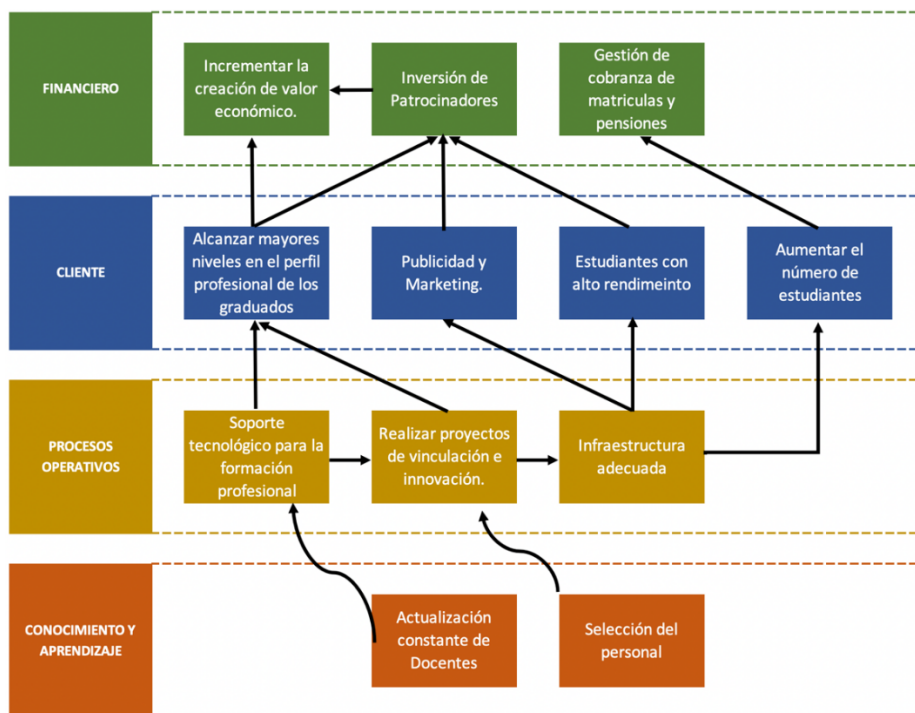 FINANCIERO
Incrementar la
creación de valor
económico.
Inversión de
Patrocinadores
Gestión de
cobranza de
matriculas y
pensiones
CLIENTE
Alcanzar mayores
niveles en el perfil
profesional de los
graduados
Publicidad y
Marketing.
Estudiantes con
alto rendimeinto
Aumentar el
número de
estudiantes
PROCESOS
OPERATIVOS
Soporte
tecnológico para la
formación
profesional
Realizar proyectos
de vinculación e
innovación.
Infraestructura
adecuada
CONOCIMIENTO Y
APRENDIZAJE
Actualización
constante de
Docentes
Selección del
personal